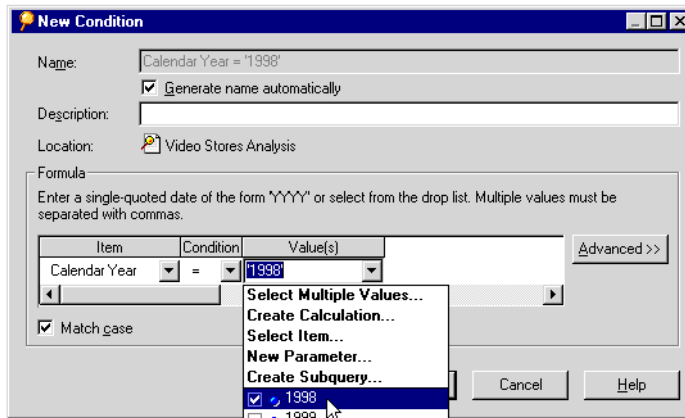 New Condition
Name: Calendar Year = '1998'
Generate name automatically
Description:
Location: Video Stores Analysis
Formula
Enter a single-quoted date of the form 'YYYY' or select from the drop list. Multiple values must be
separated with commas.
Item Condition Value(s)
Advanced >>
Calendar Year = '1998'
Select Multiple Values...
Create Calculation...
Match case
Select Item...
New Parameter...
Create Subquery...
1998
Cancel Help
1999